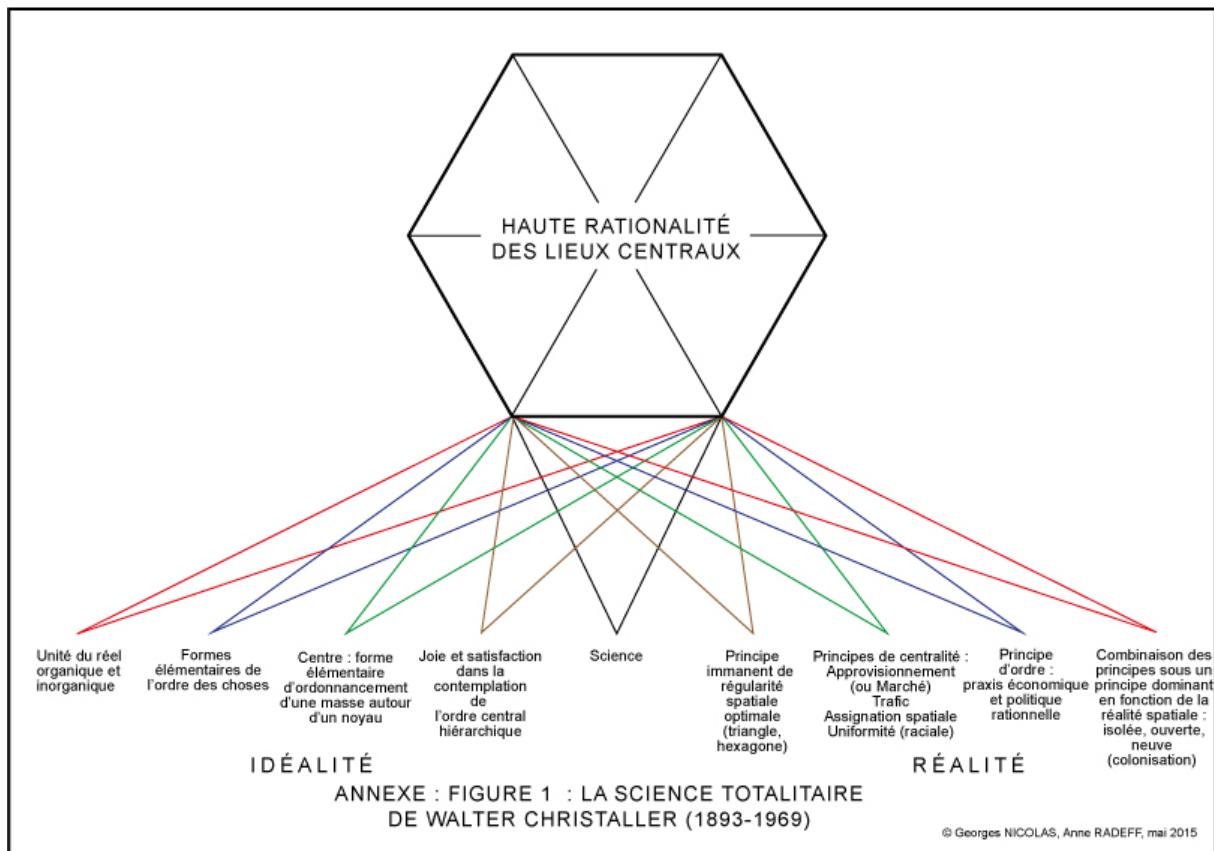 HAUTE RATIONALITÉ
DES LIEUX CENTRAUX
Unité du réel
organique et
inorganique
Formes
élémentaires de
l'ordre des choses
Centre : forme
élémentaire
d'ordonnancement
d'une masse autour
d'un noyau
Joie et satisfaction
dans la
contemplation
de
l'ordre central
hiérarchique
Science
Principe
immanent de
régularité
spatiale
optimale
(triangle,
hexagone)
Principes de centralité :
Approvisionnement
(ou Marché)
Trafic
Assignation spatiale
Uniformité (raciale)
Principe
d'ordre :
praxis économique
et politique
rationnelle
Combinaison des
principes sous un
principe dominant
en fonction de la
réalité spatiale :
isolée, ouverte,
neuve
(colonisation)
IDÉALITÉ
RÉALITÉ
ANNEXE : FIGURE 1 : LA SCIENCE TOTALITAIRE
DE WALTER CHRISTALLER (1893-1969)
© Georges NICOLAS, Anne RADEFF, mai 2015